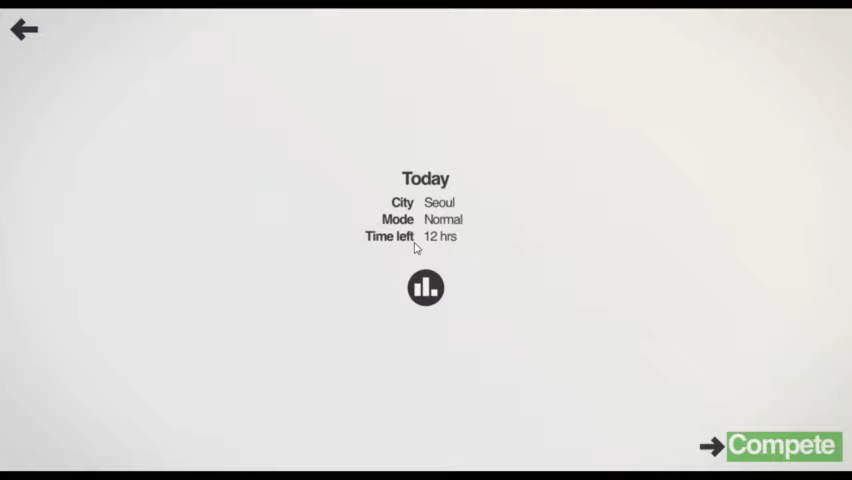 Today
City Seoul
Mode Normal
Time left 12 hrs
Compete